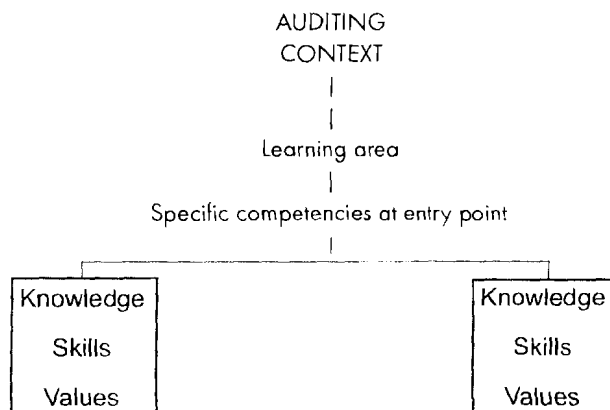 AUDITING
CONTEXT
Learning area
Specific competencies at entry point
Knowledge
Skills
Values
Knowledge
Skills
Values